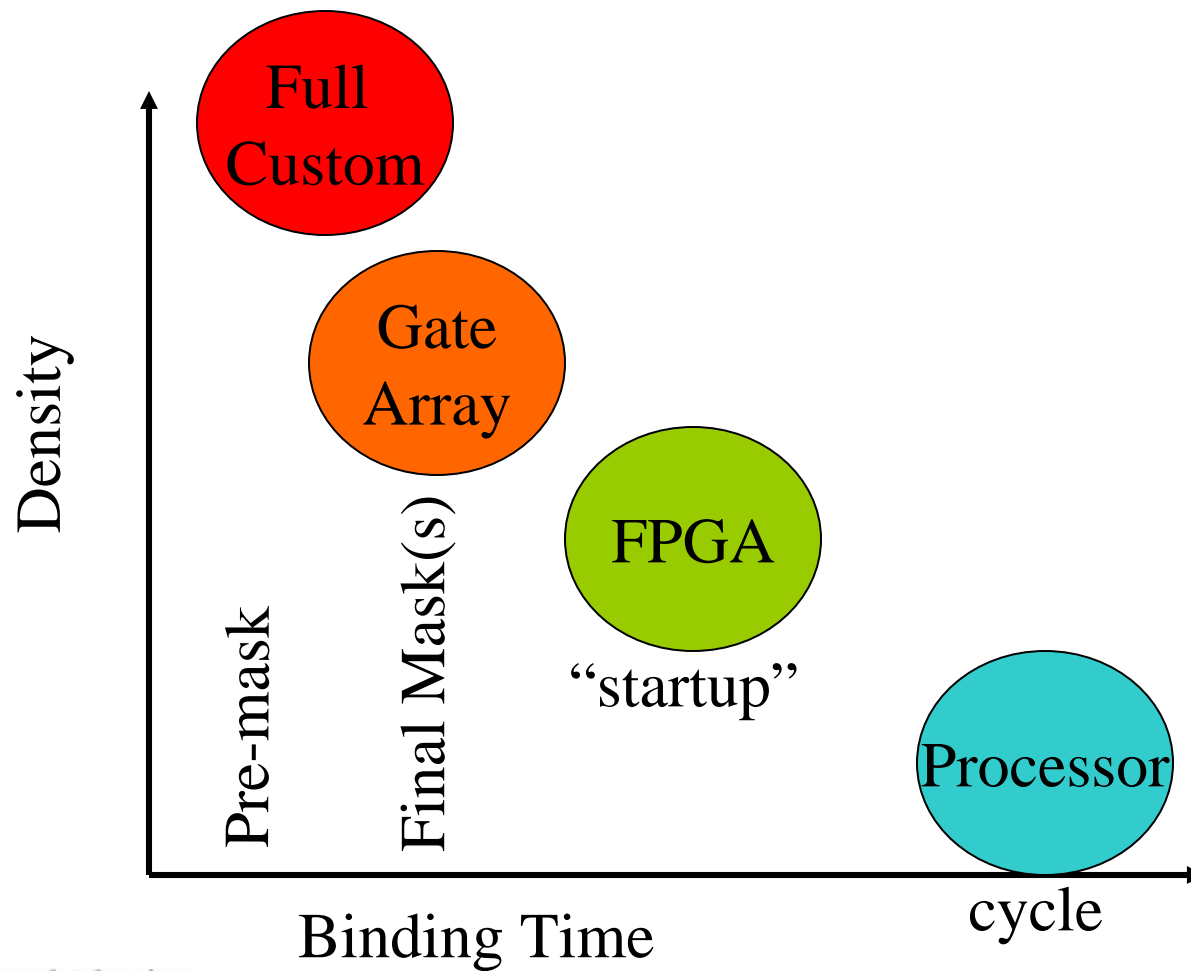 Full
Custom
Gate
Array
Density
FPGA
Final Mask(s)
Pre-mask
“startup”
Processor
cycle
Binding Time